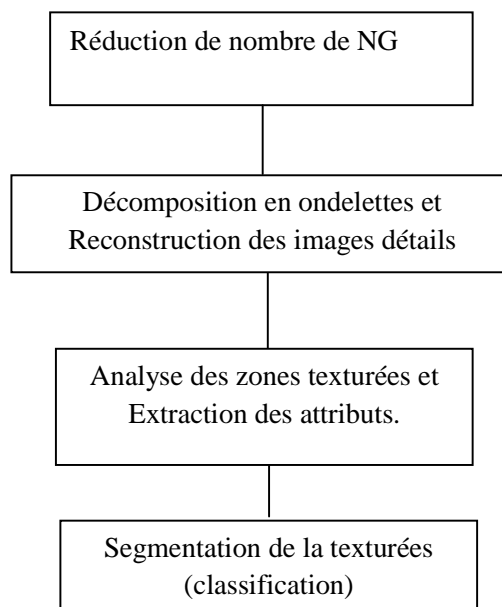 Réduction de nombre de NG
Décomposition en ondelettes et
Reconstruction des images détails
Analyse des zones texturées et
Extraction des attributs.
Segmentation de la texturées
(classification)